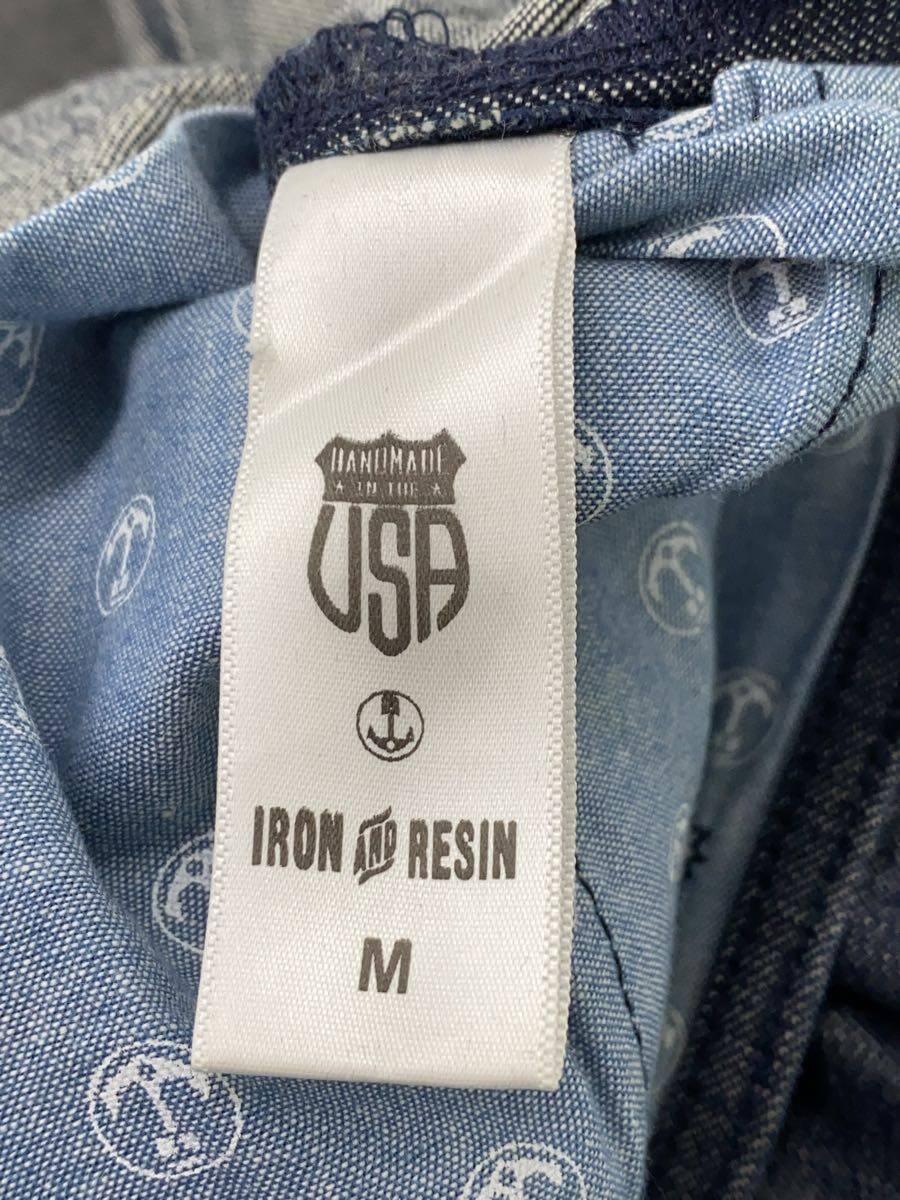 HANDMADE
IN THE
USA
IRON AND RESIN
M